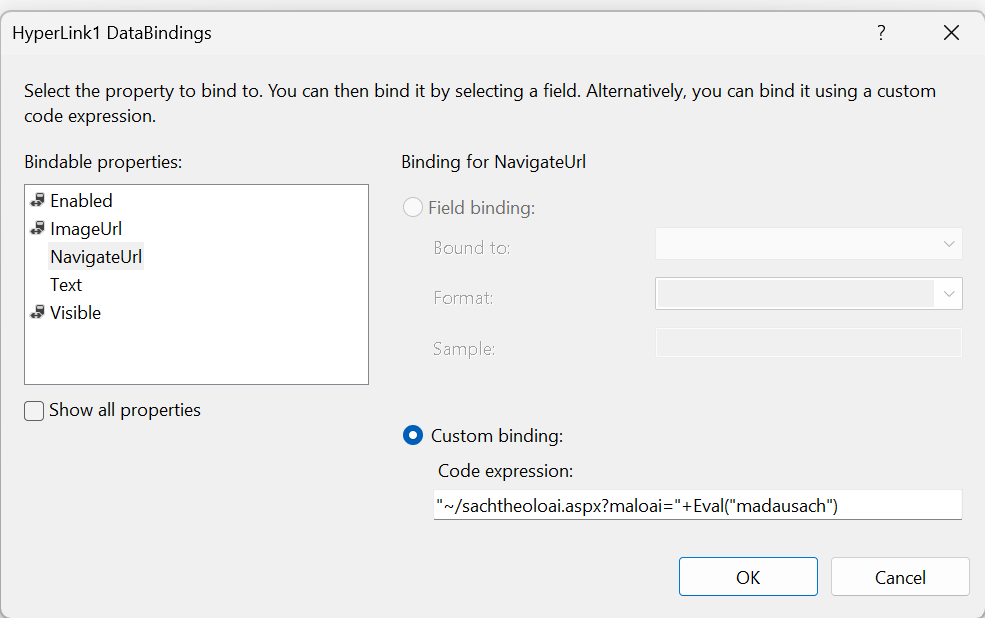 HyperLink1 DataBindings
?
Select the property to bind to. You can then bind it by selecting a field. Alternatively, you can bind it using a custom
code expression.
Bindable properties:
Enabled
ImageUrl
NavigateUrl
Text
Visible
Show all properties
Binding for NavigateUrl
Field binding:
Bound to:
Format:
Sample:
Custom binding:
Code expression:
"~/sachtheoloai.aspx?maloai="+Eval("madausach")
OK
Cancel